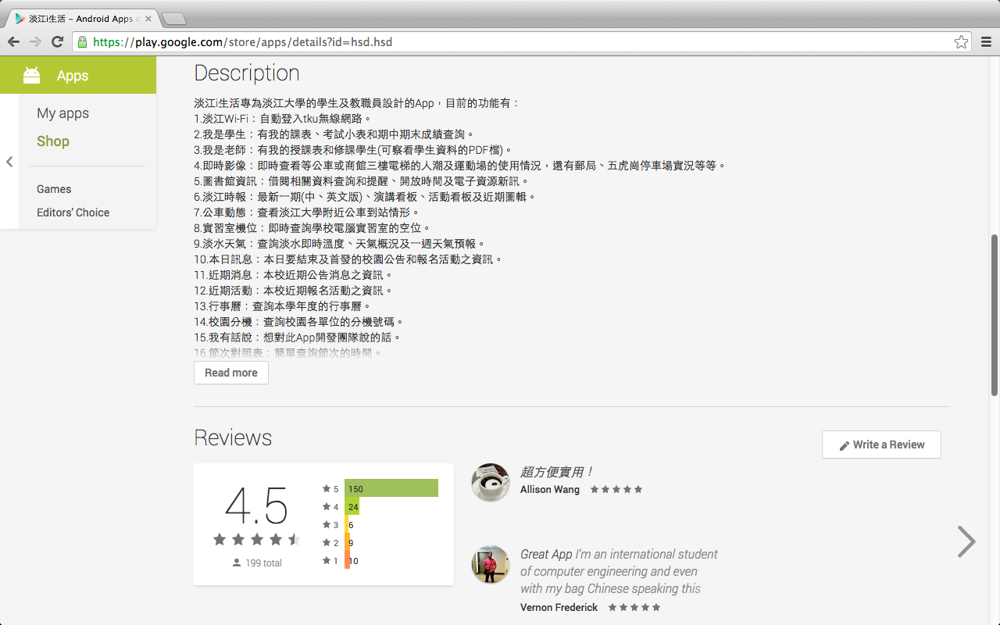 淡江i生活 – Android Apps o
https://play.google.com/store/apps/details?id=hsd.hsd
Apps
My apps
Shop
Games
Editors' Choice
Description
淡江i生活專為淡江大學的學生及教職員設計的App，目前的功能有：
1.淡江Wi-Fi：自動登入tku無線網路。
2.我是學生：有我的課表、考試小表和期中期末成績查詢。
3.我是老師：有我的授課表和修課學生(可察看學生資料的PDF檔)。
4.即時影像：即時查看等公車或商館三樓電梯的人潮及運動場的使用情況，還有郵局、五虎崗停車場實況等等。
5.圖書館資訊：借閱相關資料查詢和提醒、開放時間及電子資源新訊。
6.淡江時報：最新一期(中、英文版)、演講看板、活動看板及近期圖輯。
7.公車動態：查看淡江大學附近公車到站情形。
8.實習室機位：即時查詢學校電腦實習室的空位。
9.淡水天氣：查詢淡水即時溫度、天氣概況及一週天氣預報。
10.本日訊息：本日要結束及首發的校園公告和報名活動之資訊。
11.近期消息：本校近期公告消息之資訊。
12.近期活動：本校近期報名活動之資訊。
13.行事曆：查詢本學年度的行事曆。
14.校園分機：查詢校園各單位的分機號碼。
15.我有話說：想對此App開發團隊說的話。
16.節次對照表：簡單查詢節次的時間。
Read more
Reviews
Write a Review
4.5
199 total
5 150
4 24
3 6
2 9
1 10
超方便實用！
Allison Wang
Great App I'm an international student
of computer engineering and even
with my bag Chinese speaking this
Vernon Frederick